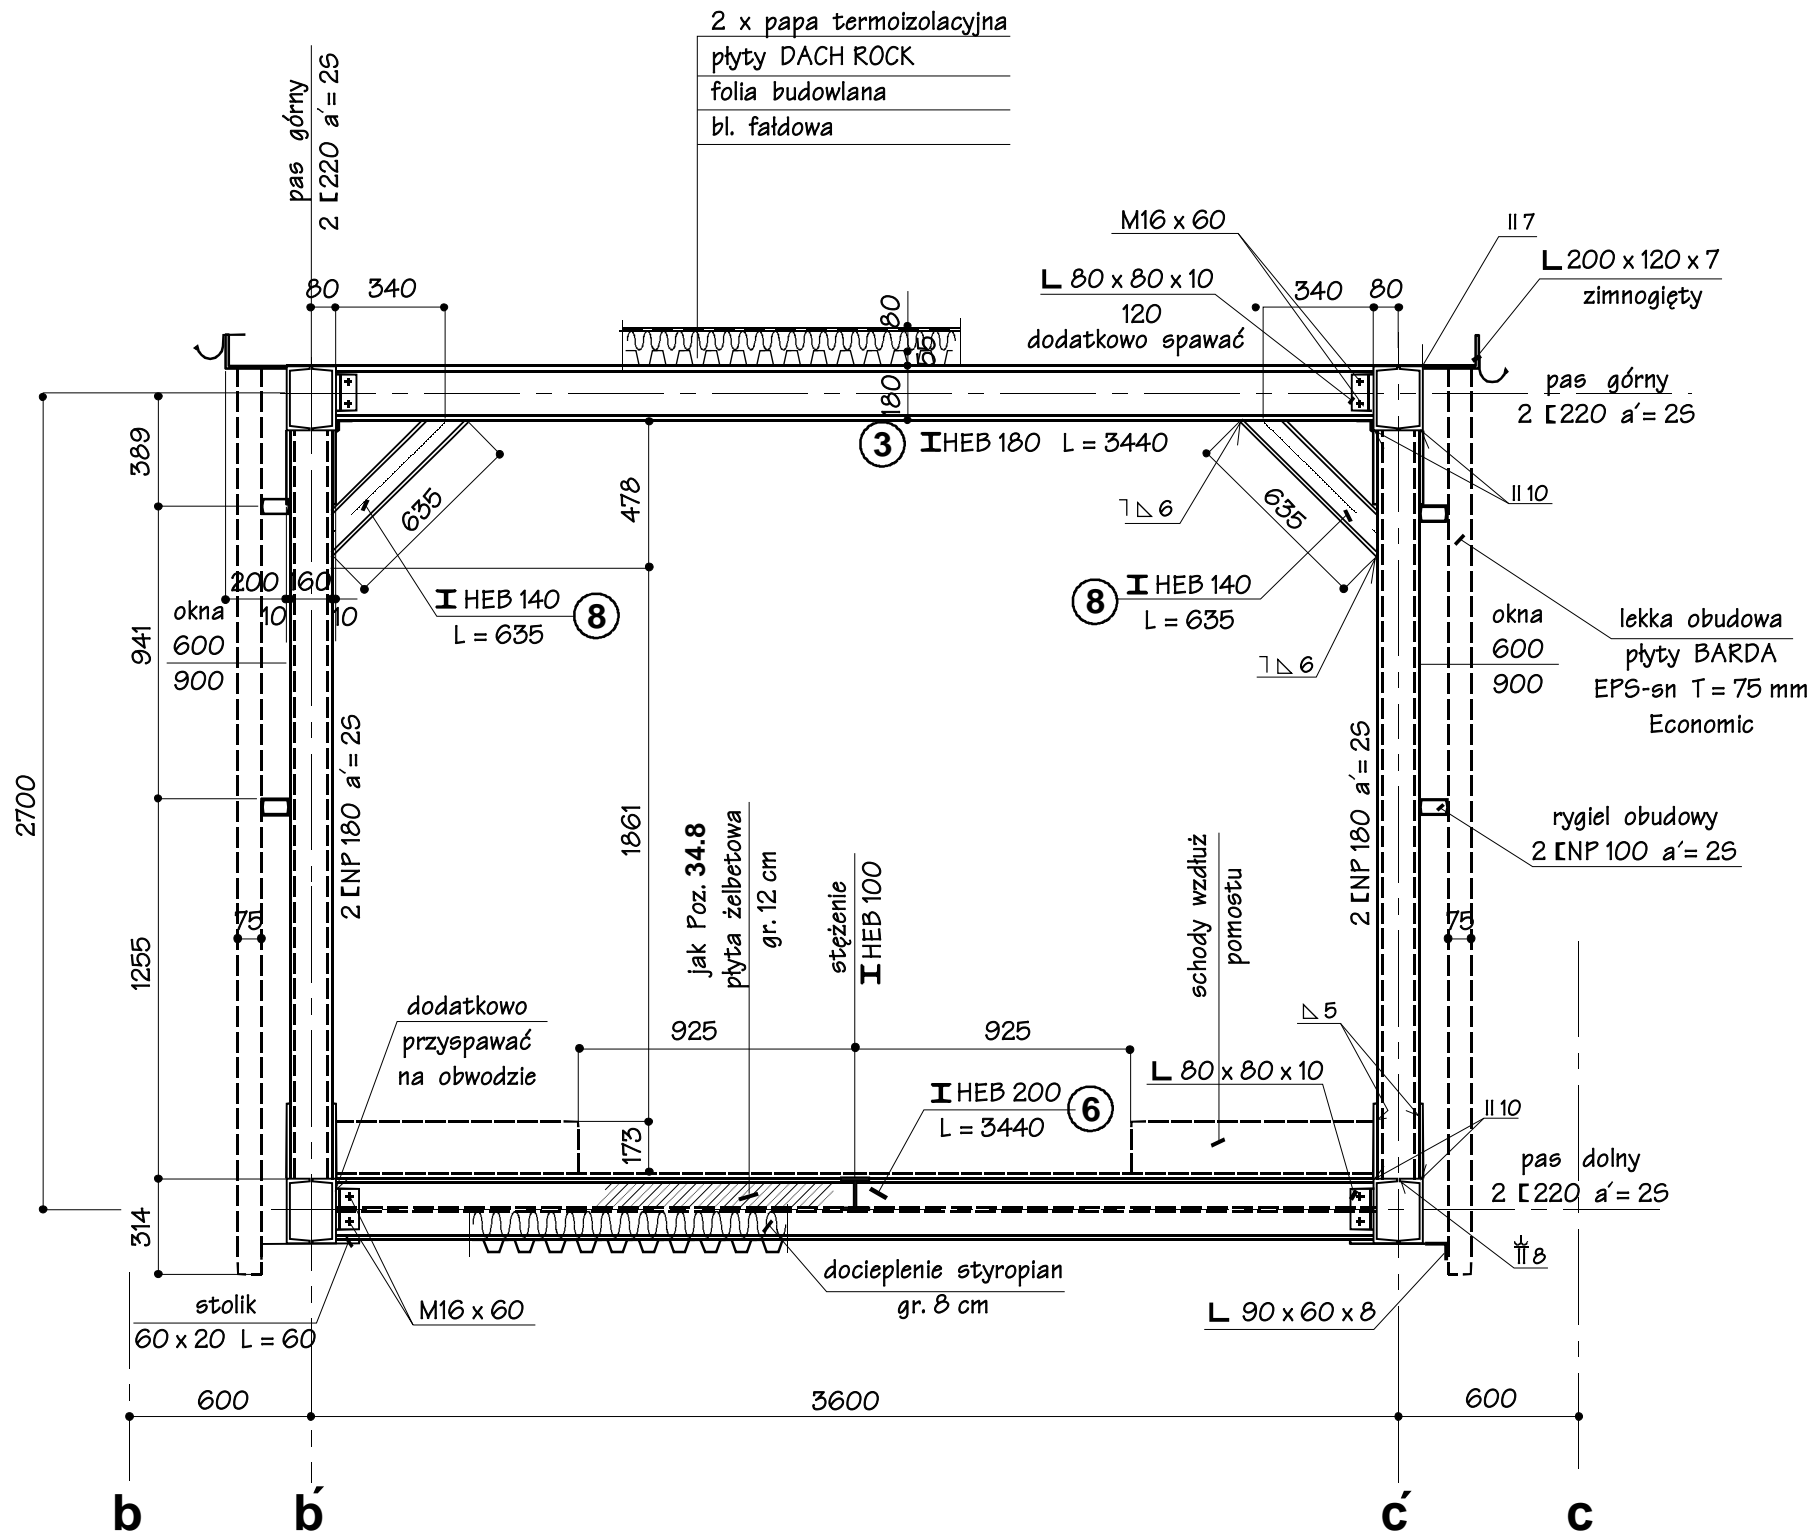 2 x papa termoizolacyjna
płyty DACH ROCK
folia budowlana
bl. fałdowa
pas górny
2 [220 a'= 2S
M16 x 60
II 7
L 200 x 120 x 7
zimnogięty
L 80 x 80 x 10
120
dodatkowo spawać
80
340
80
340
80
65
180
pas górny
2 [220 a'= 2S
3
I HEB 180 L = 3440
389
478
635
635
6
II 10
200
160
10
10
okna
600
900
941
I HEB 140
L = 635
8
8
I HEB 140
L = 635
6
okna
600
900
lekka obudowa
płyty BARDA
EPS-sn T = 75 mm
Economic
2700
2 [NP 180 a'= 2S
1861
jak Poz. 34.8
płyta żelbetowa
gr. 12 cm
stężenie
I HEB 100
schody wzdłuż
pomostu
2 [NP 180 a'= 2S
rygiel obudowy
2 [NP 100 a'= 2S
75
75
1255
dodatkowo
przyspawać
na obwodzie
925
925
5
L 80 x 80 x 10
I HEB 200
L = 3440
6
II 10
173
pas dolny
2 [220 a'= 2S
314
8
docieplenie styropian
gr. 8 cm
stolik
60 x 20 L = 60
M16 x 60
L 90 x 60 x 8
600
3600
600
b
b'
c'
c